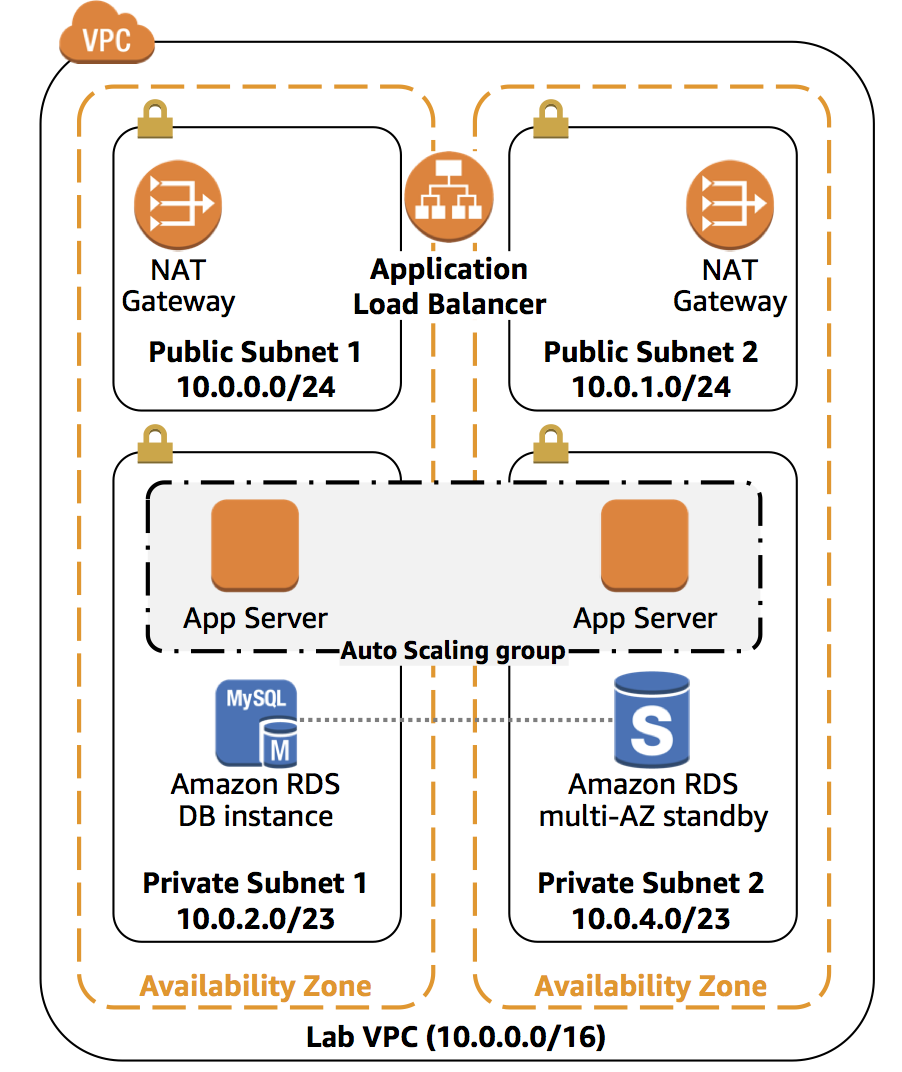 VPC
NAT
Gateway
Public Subnet 1
10.0.0.0/24
Application
Load Balancer
NAT
Gateway
Public Subnet 2
10.0.1.0/24
App Server
App Server
Auto Scaling group
MySQL
M
Amazon RDS
DB instance
S
Amazon RDS
multi-AZ standby
Private Subnet 1
10.0.2.0/23
Private Subnet 2
10.0.4.0/23
Availability Zone
Availability Zone
Lab VPC (10.0.0.0/16)